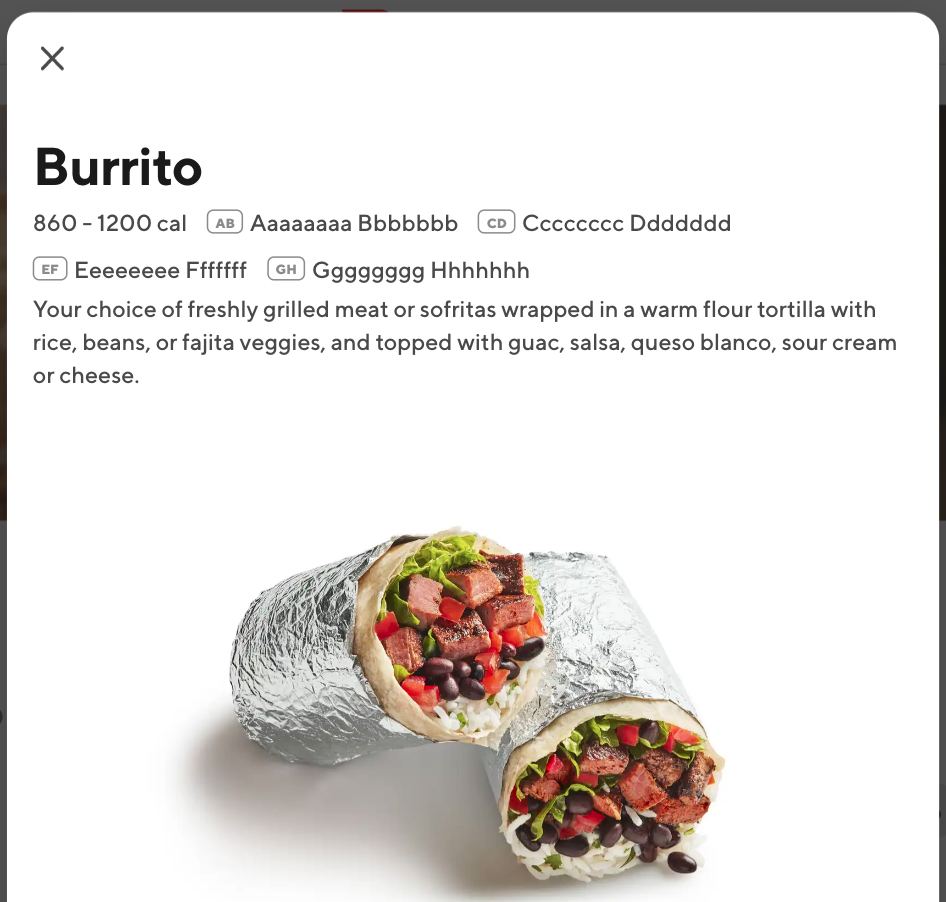 Burrito
860 - 1200 cal AB Aaaaaaaa Bbbbbbb CD Cccccccc Ddddddd
EF Eeeeeeee Fffffff GH Gggggggg Hhhhhhh
Your choice of freshly grilled meat or sofritas wrapped in a warm flour tortilla with
rice, beans, or fajita veggies, and topped with guac, salsa, queso blanco, sour cream
or cheese.